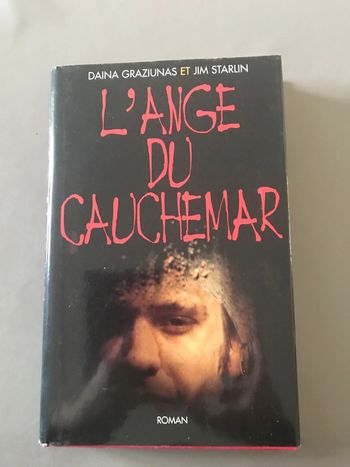 DAINA GRAZIUNAS ET JIM STARLIN
L'ANGE
DU
CAUCHEMAR
ROMAN